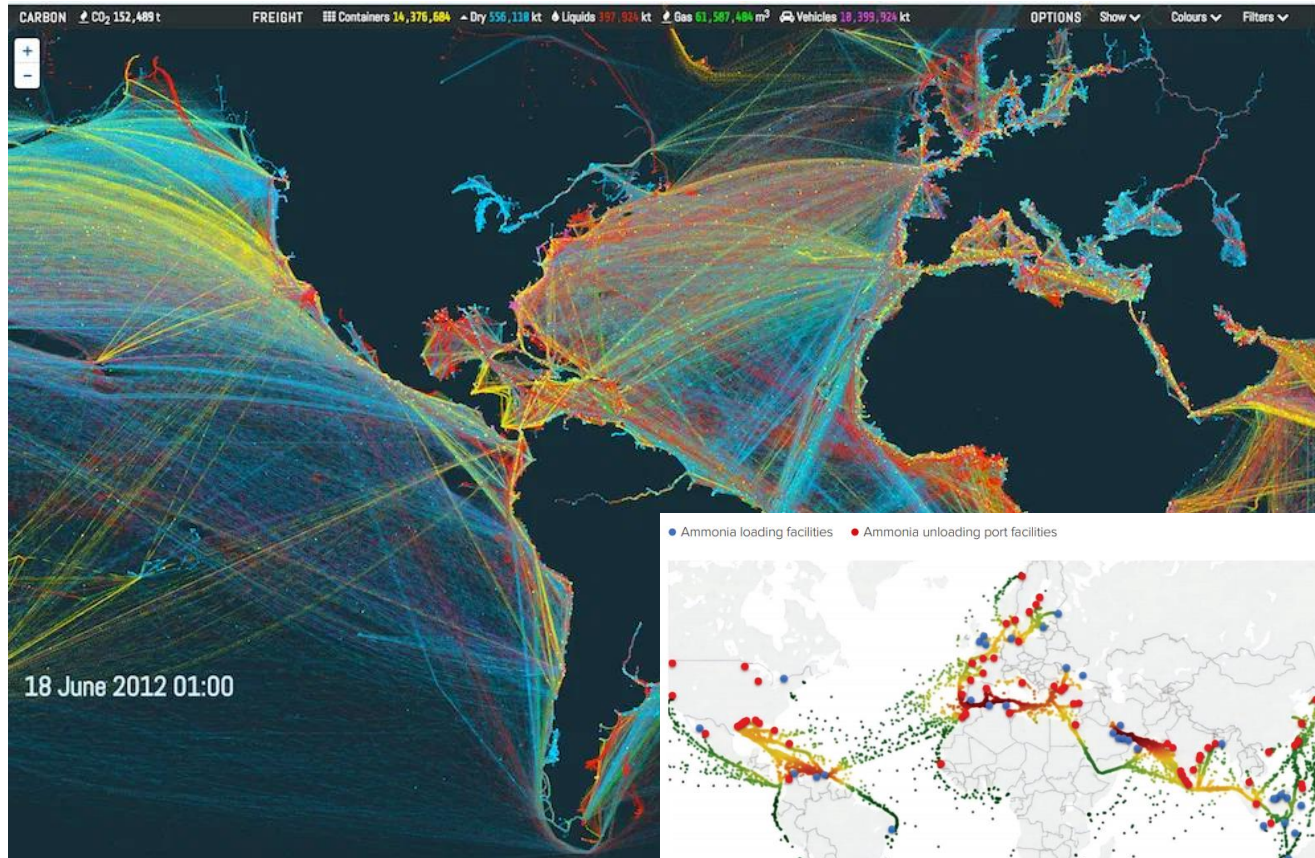 CARBON CO2 152,489 t FREIGHT Containers 14,376,684 Dry 556,118 kt Liquids 397,924 kt Gas 61,587,484 m³ Vehicles 10,399,924 kt OPTIONS Show Colours Filters
+
−
18 June 2012 01:00
Ammonia loading facilities Ammonia unloading port facilities